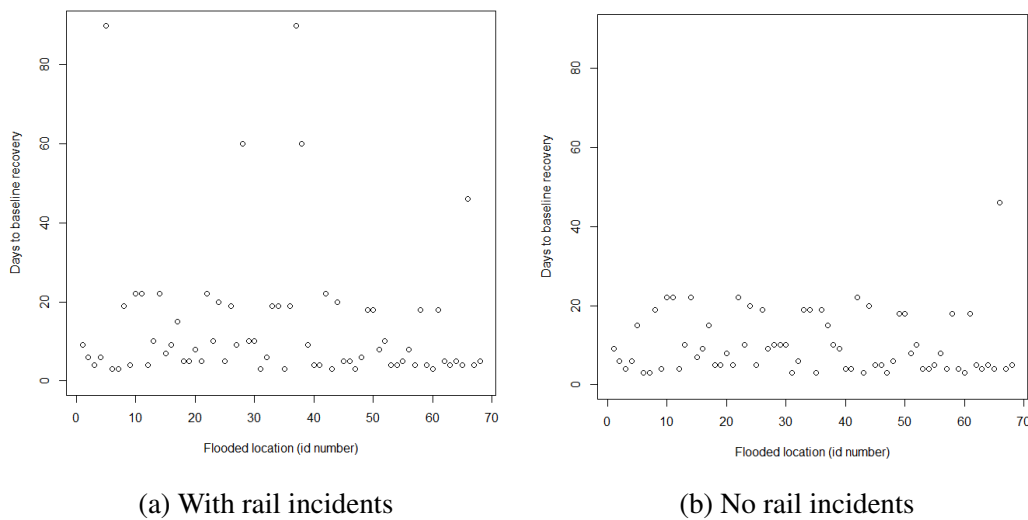 Days to baseline recovery
80
60
40
20
0
0 10 20 30 40 50 60 70
Flooded location (id number)
(a) With rail incidents
Days to baseline recovery
80
60
40
20
0
0 10 20 30 40 50 60 70
Flooded location (id number)
(b) No rail incidents